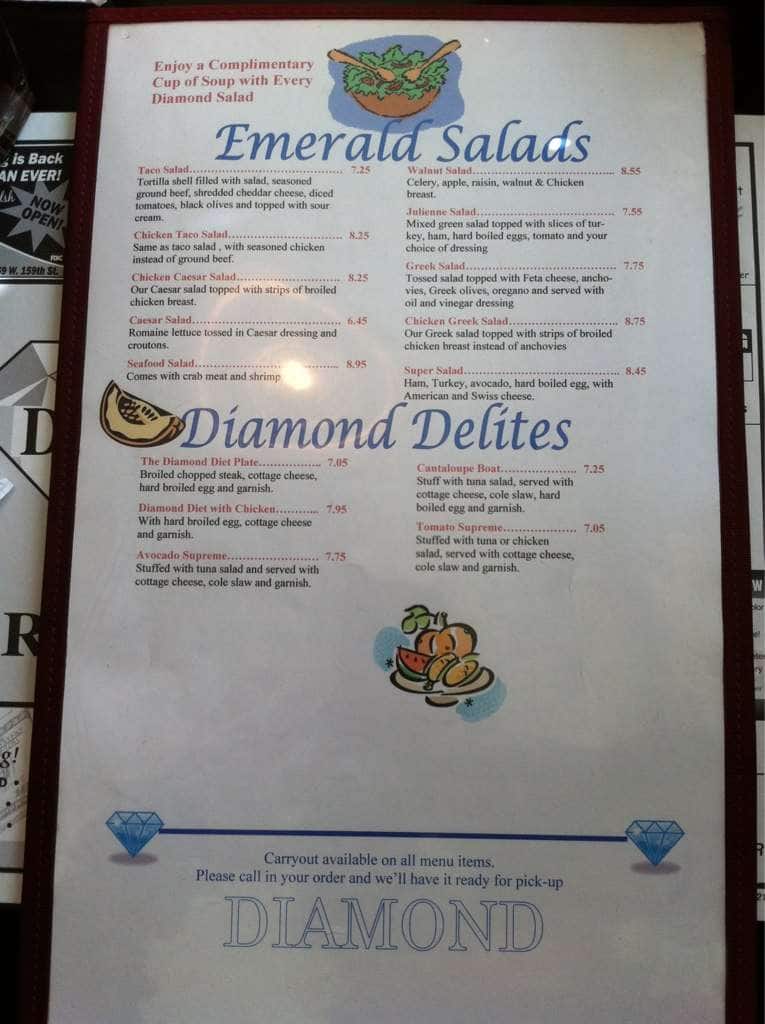 Enjoy a Complimentary
Cup of Soup with Every
Diamond Salad
Emerald Salads
Taco Salad 7.25
Tortilla shell filled with salad, seasoned
ground beef, shredded cheddar cheese, diced
tomatoes, black olives and topped with sour
cream.
Chicken Taco Salad 8.25
Same as taco salad , with seasoned chicken
instead of ground beef.
Chicken Caesar Salad 8.25
Our Caesar salad topped with strips of broiled
chicken breast.
Caesar Salad 6.45
Romaine lettuce tossed in Caesar dressing and
croutons.
Seafood Salad 8.95
Comes with crab meat and shrimp
Walnut Salad 8.55
Celery, apple, raisin, walnut & Chicken
breast.
Julienne Salad 7.55
Mixed green salad topped with slices of tur-
key, ham, hard boiled eggs, tomato and your
choice of dressing
Greek Salad 7.75
Tossed salad topped with Feta cheese, ancho-
vies, Greek olives, oregano and served with
oil and vinegar dressing
Chicken Greek Salad 8.75
Our Greek salad topped with strips of broiled
chicken breast instead of anchovies
Super Salad 8.45
Ham, Turkey, avocado, hard boiled egg, with
American and Swiss cheese.
Diamond Delites
The Diamond Diet Plate 7.05
Broiled chopped steak, cottage cheese,
hard broiled egg and garnish.
Diamond Diet with Chicken 7.95
With hard broiled egg, cottage cheese
and garnish.
Avocado Supreme 7.75
Stuffed with tuna salad and served with
cottage cheese, cole slaw and garnish.
Cantaloupe Boat 7.25
Stuff with tuna salad, served with
cottage cheese, cole slaw, hard
boiled egg and garnish.
Tomato Supreme 7.05
Stuffed with tuna or chicken
salad, served with cottage cheese,
cole slaw and garnish.
Carryout available on all menu items.
Please call in your order and we'll have it ready for pick-up
DIAMOND
is Back
AN EVER!
NOW
OPEN!
9 W. 159th St.
D
R